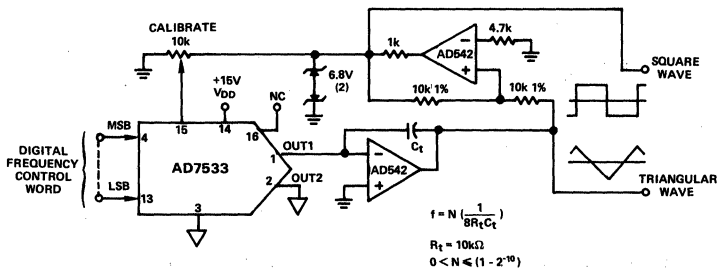 CALIBRATE
10k
1k
AD542
−
+
4.7k
SQUARE
WAVE
+15V
VDD
NC
6.8V
(2)
10k 1%
10k 1%
MSB
4
15
14
16
OUT1
1
Ct
DIGITAL
FREQUENCY
CONTROL
WORD
AD7533
2
OUT2
−
+
AD542
LSB
13
3
TRIANGULAR
WAVE
f = N (1/8RtCt)
Rt = 10kΩ
0 < N ≤ (1 - 2⁻¹⁰)